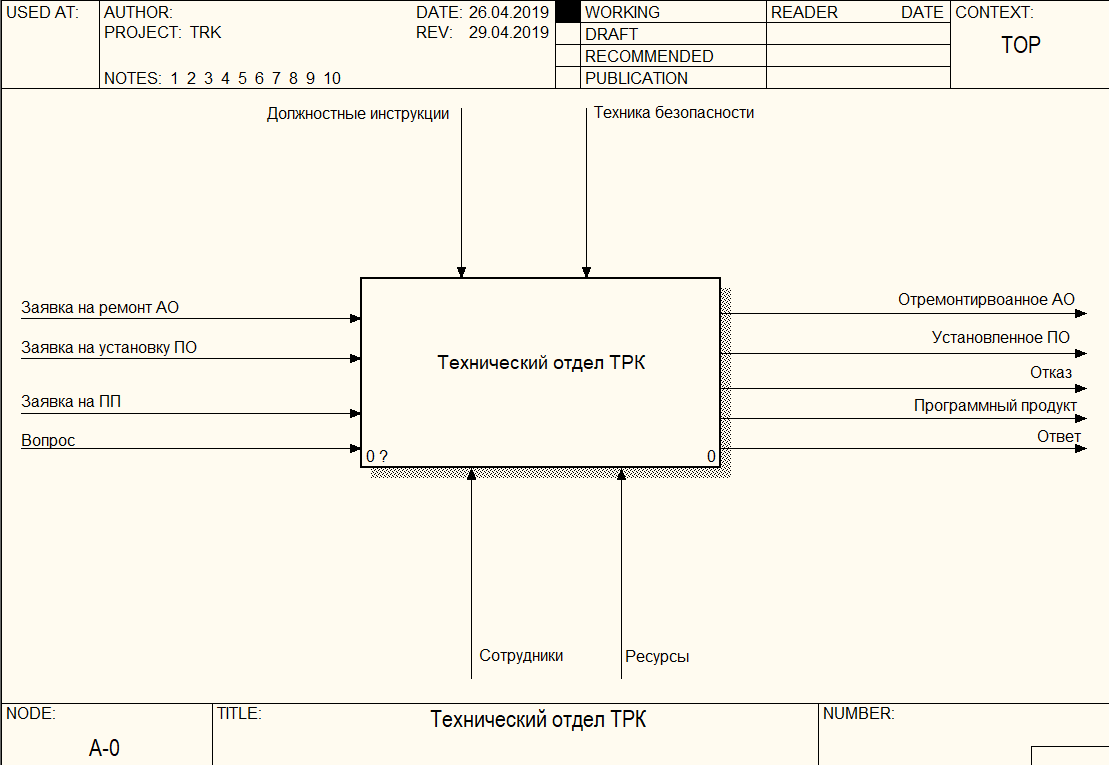 USED AT:
AUTHOR:
DATE: 26.04.2019
PROJECT: TRK
REV: 29.04.2019
NOTES: 1 2 3 4 5 6 7 8 9 10
WORKING
DRAFT
RECOMMENDED
PUBLICATION
READER DATE
CONTEXT:
TOP
Должностные инструкции
Техника безопасности
Заявка на ремонт АО
Заявка на установку ПО
Заявка на ПП
Вопрос
Технический отдел ТРК
0 ?
0
Отремонтирвоанное АО
Установленное ПО
Отказ
Программный продукт
Ответ
Сотрудники
Ресурсы
NODE:
A-0
TITLE:
Технический отдел ТРК
NUMBER: